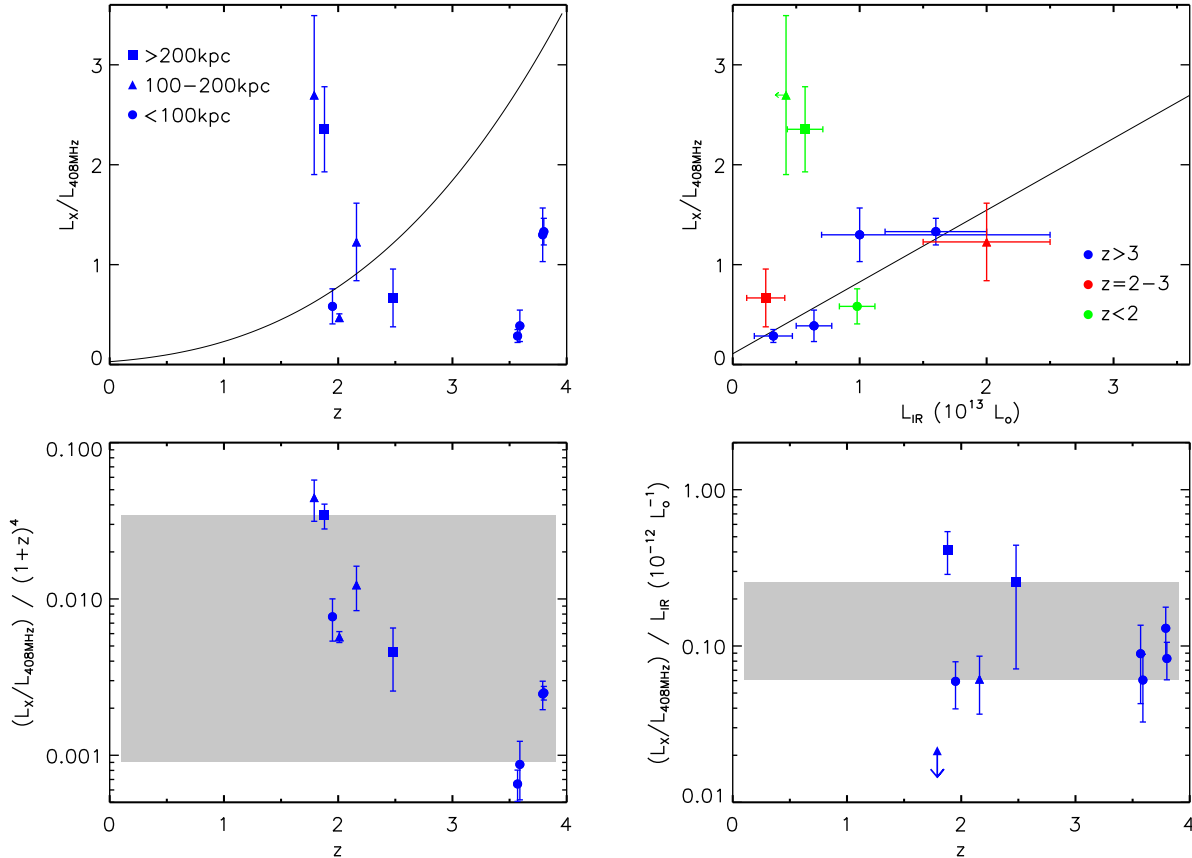 L_X/L_408MHz
3
2
1
0
>200kpc
100−200kpc
<100kpc
0 1 2 3 4
z
L_X/L_408MHz
3
2
1
0
z>3
z=2−3
z<2
0 1 2 3
L_IR (10^13 L_o)
(L_X/L_408MHz) / (1+z)^4
0.100
0.010
0.001
0 1 2 3 4
z
(L_X/L_408MHz) / L_IR (10^−12 L_o^−1)
1.00
0.10
0.01
0 1 2 3 4
z